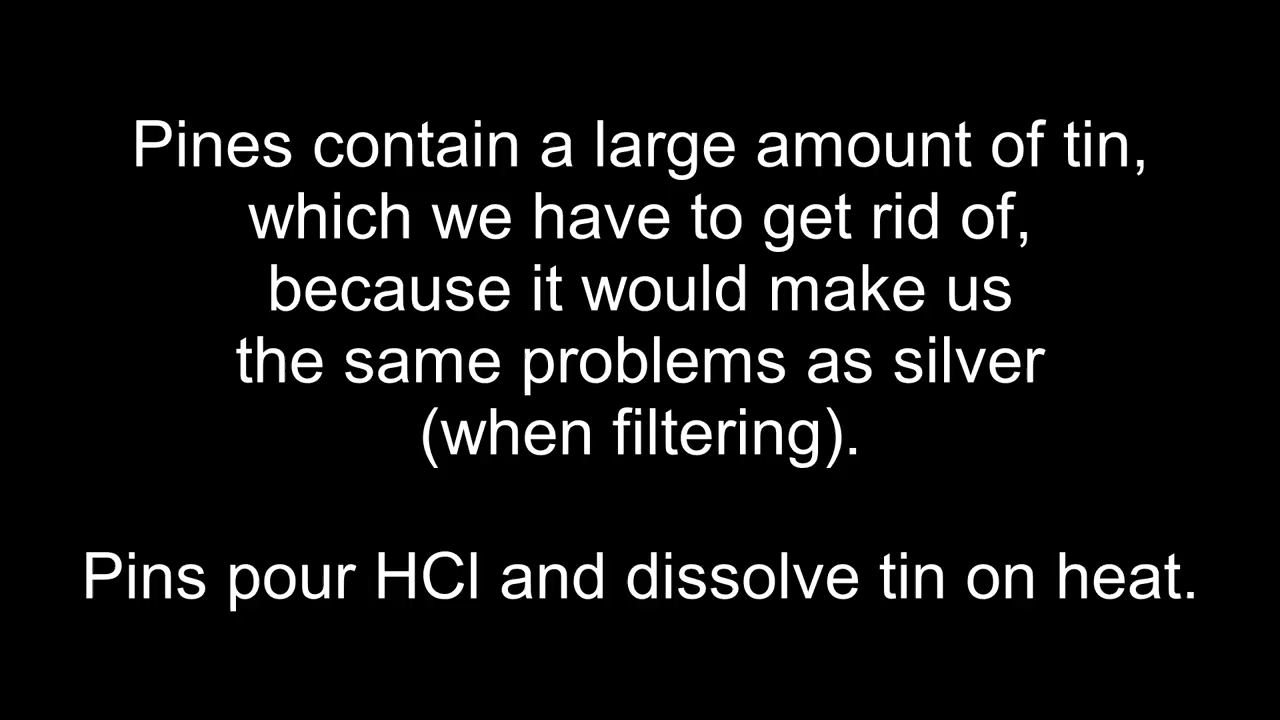 Pines contain a large amount of tin,
which we have to get rid of,
because it would make us
the same problems as silver
(when filtering).
Pins pour HCl and dissolve tin on heat.